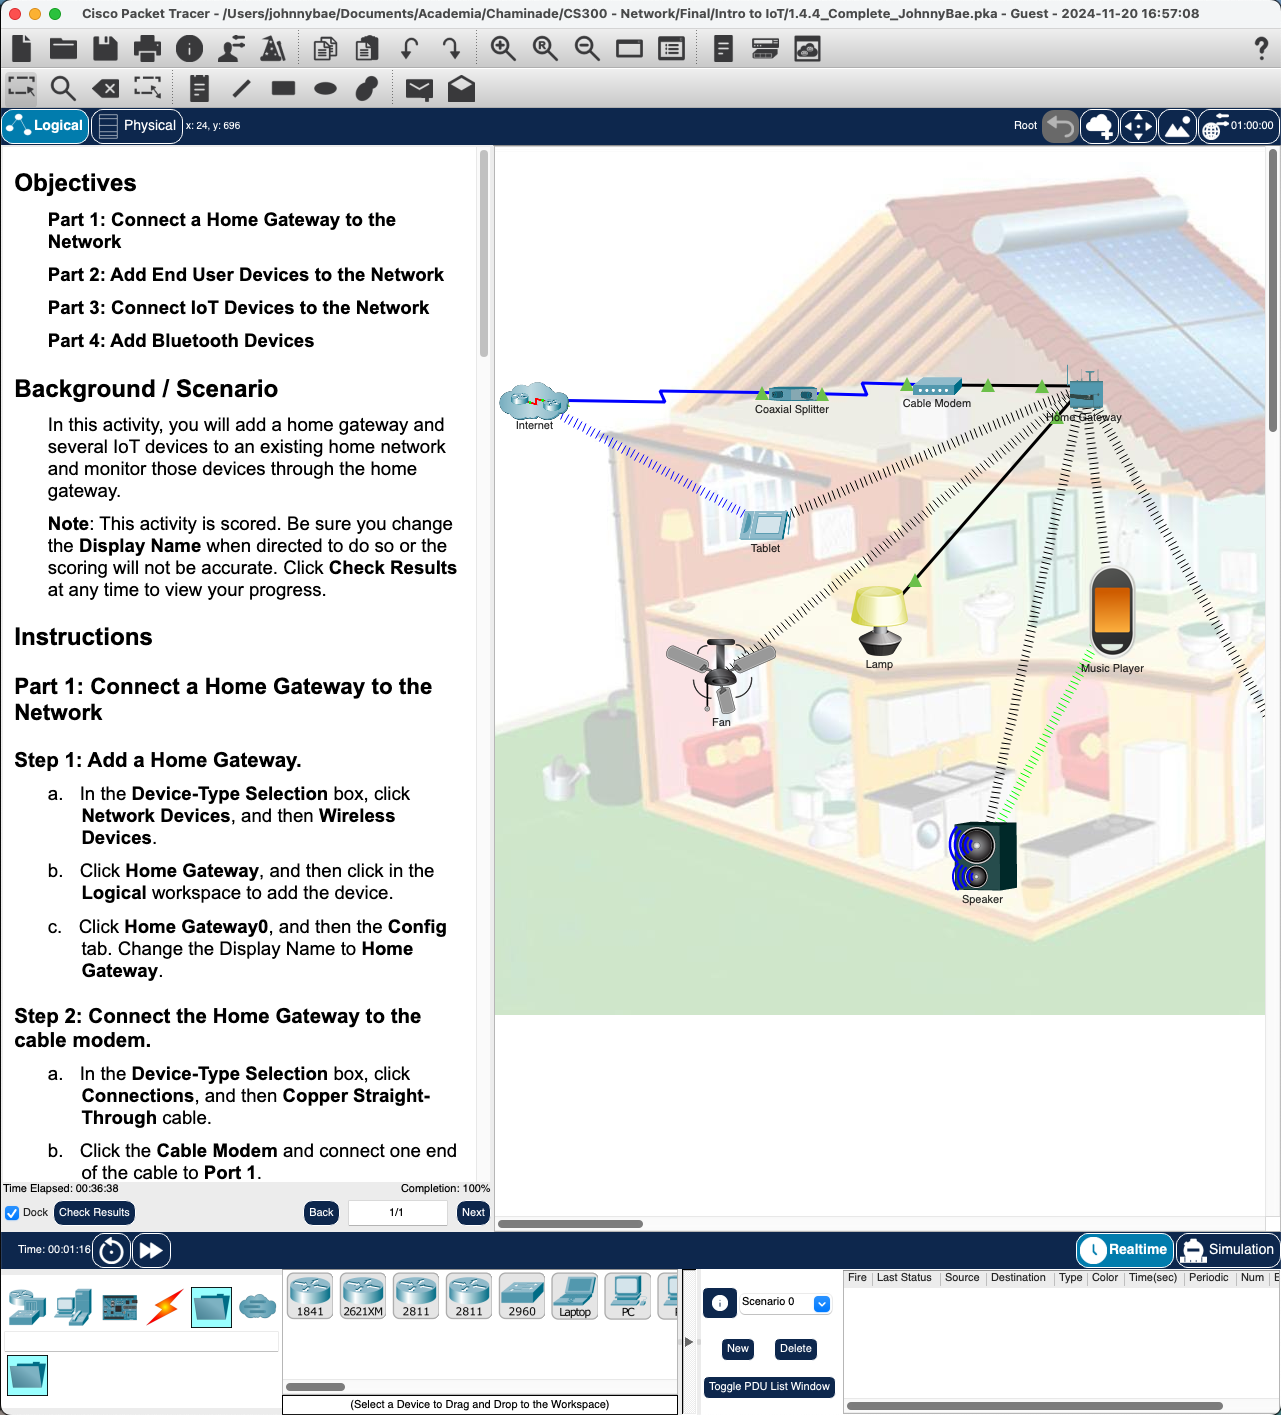 Cisco Packet Tracer - /Users/johnnybae/Documents/Academia/Chaminade/CS300 - Network/Final/Intro to IoT/1.4.4_Complete_JohnnyBae.pka - Guest - 2024-11-20 16:57:08
Logical
Physical
x: 24, y: 696
Root
01:00:00
Objectives
Part 1: Connect a Home Gateway to the
Network
Part 2: Add End User Devices to the Network
Part 3: Connect IoT Devices to the Network
Part 4: Add Bluetooth Devices
Background / Scenario
In this activity, you will add a home gateway and
several IoT devices to an existing home network
and monitor those devices through the home
gateway.
Note: This activity is scored. Be sure you change
the Display Name when directed to do so or the
scoring will not be accurate. Click Check Results
at any time to view your progress.
Instructions
Part 1: Connect a Home Gateway to the
Network
Step 1: Add a Home Gateway.
a. In the Device-Type Selection box, click
Network Devices, and then Wireless
Devices.
b. Click Home Gateway, and then click in the
Logical workspace to add the device.
c. Click Home Gateway0, and then the Config
tab. Change the Display Name to Home
Gateway.
Step 2: Connect the Home Gateway to the
cable modem.
a. In the Device-Type Selection box, click
Connections, and then Copper Straight-
Through cable.
b. Click the Cable Modem and connect one end
of the cable to Port 1.
Time Elapsed: 00:36:38
Completion: 100%
Dock
Check Results
Back
1/1
Next
Internet
Coaxial Splitter
Cable Modem
Home Gateway
Tablet
Lamp
Music Player
Fan
Speaker
Time: 00:01:16
Realtime
Simulation
1841
2621XM
2811
2811
2960
Laptop
PC
(Select a Device to Drag and Drop to the Workspace)
Scenario 0
New
Delete
Toggle PDU List Window
Fire
Last Status
Source
Destination
Type
Color
Time(sec)
Periodic
Num